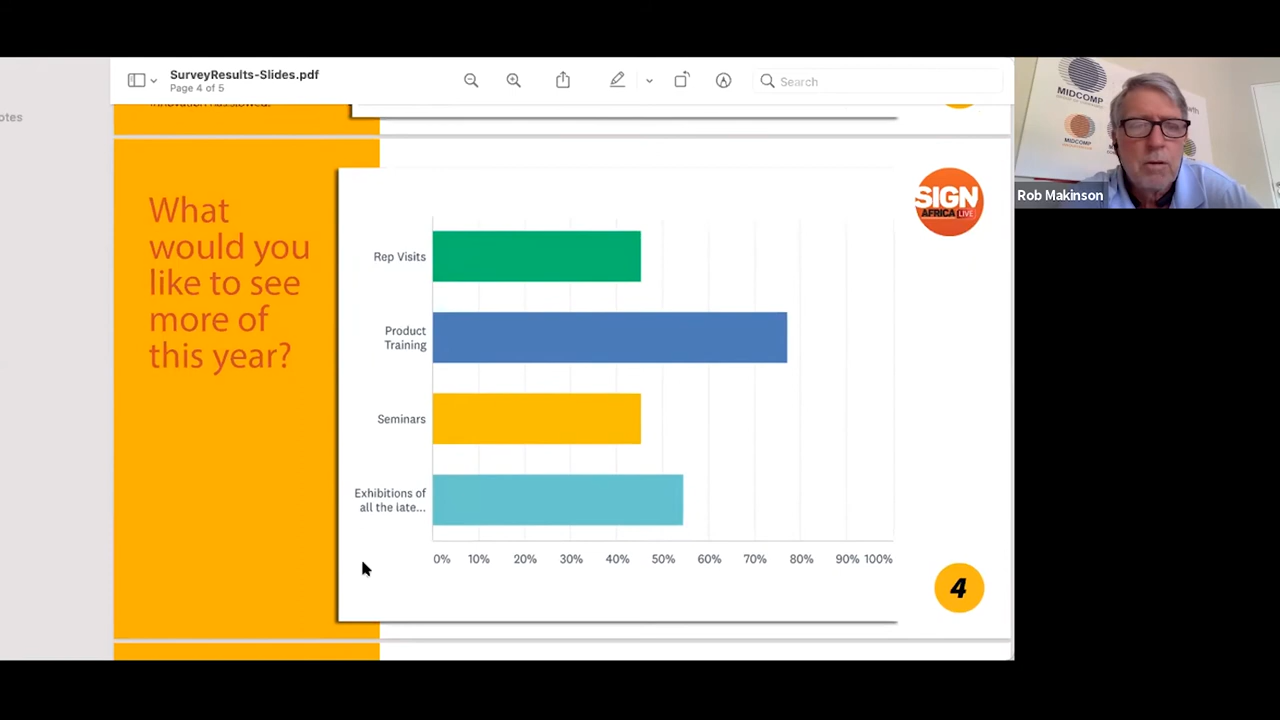 SurveyResults-Slides.pdf
Page 4 of 5
Search
otes
What
would you
like to see
more of
this year?
SIGN
AFRICA LIVE
Rep Visits
Product
Training
Seminars
Exhibitions of
all the late...
0% 10% 20% 30% 40% 50% 60% 70% 80% 90% 100%
4
MIDCOMP
MIDCOMP
Rob Makinson